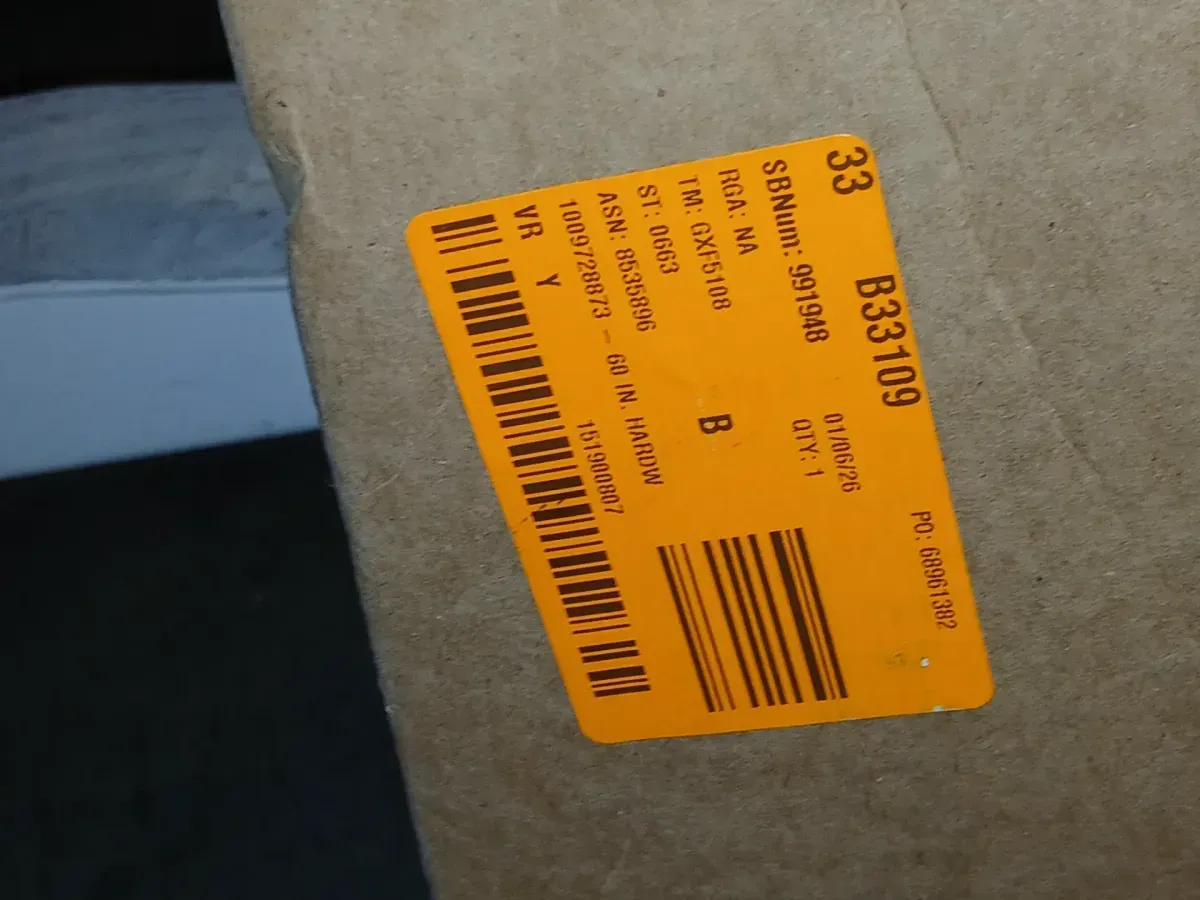 33 B33109 PO: 68961382
SBNum: 991948 01/06/26
RGA: NA QTY: 1
TM: GXF5108
ST: 0663 B
ASN: 8535896
1009728873 - 60 IN. HARDW
VR Y 151900807